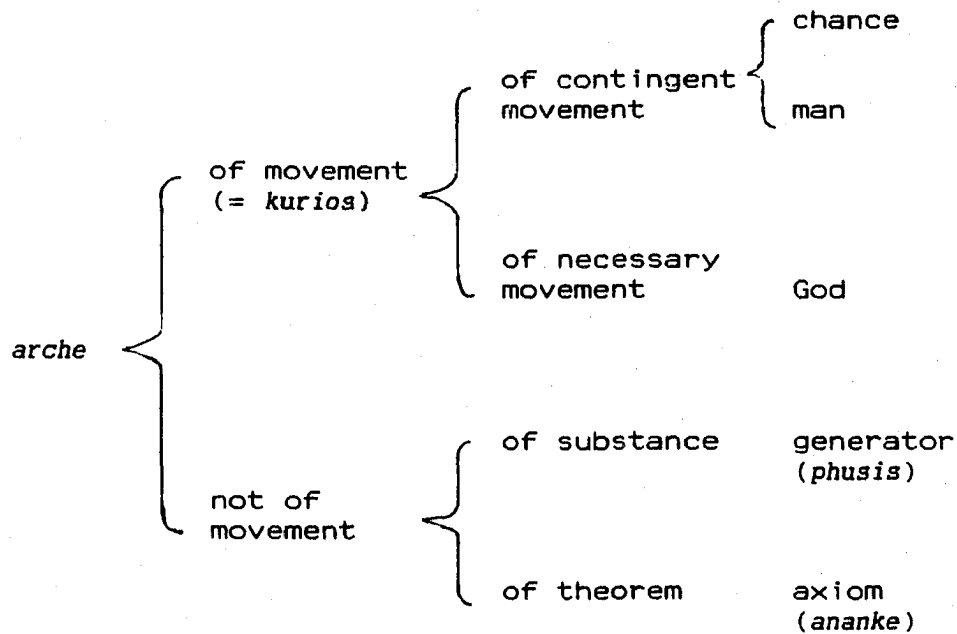 chance
of contingent
movement
man
of movement
(= kurios)
of necessary
movement
God
arche
of substance
generator
(phusis)
not of
movement
of theorem
axiom
(ananke)